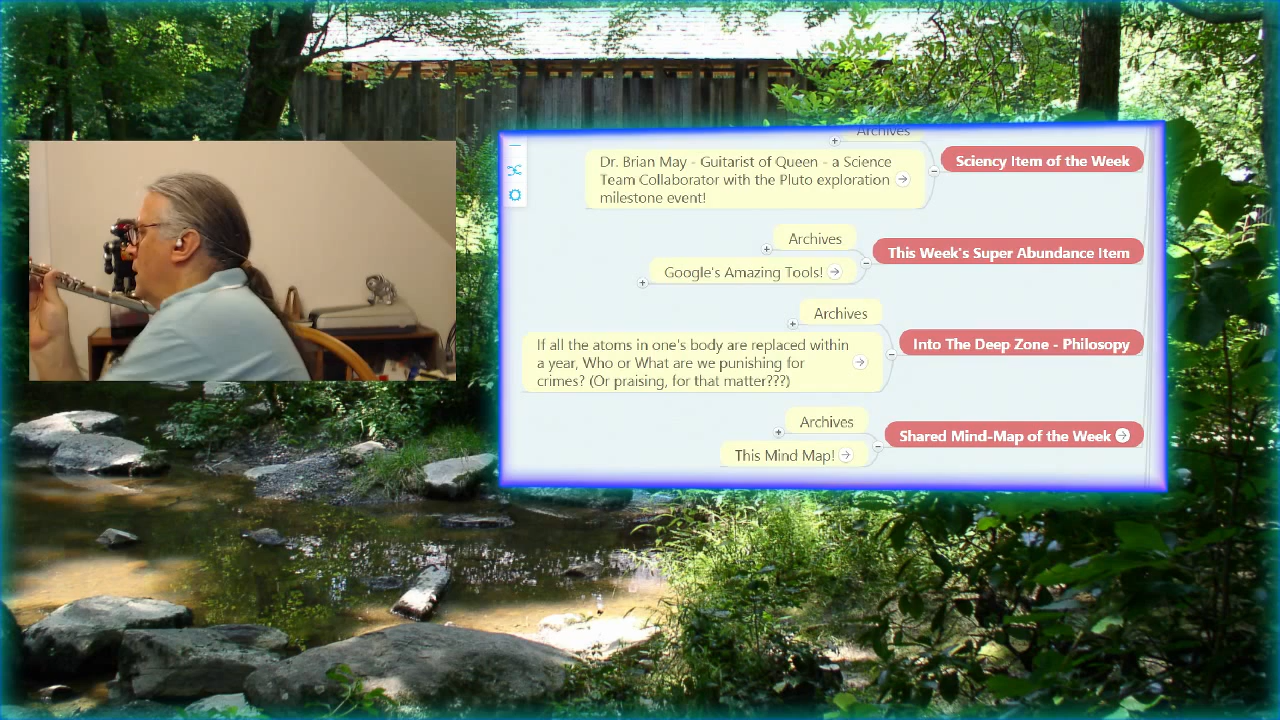 Archives
Dr. Brian May - Guitarist of Queen - a Science
Team Collaborator with the Pluto exploration
milestone event!
Sciency Item of the Week
Archives
Google's Amazing Tools!
This Week's Super Abundance Item
Archives
If all the atoms in one's body are replaced within
a year, Who or What are we punishing for
crimes? (Or praising, for that matter???)
Into The Deep Zone - Philosopy
Archives
This Mind Map!
Shared Mind-Map of the Week